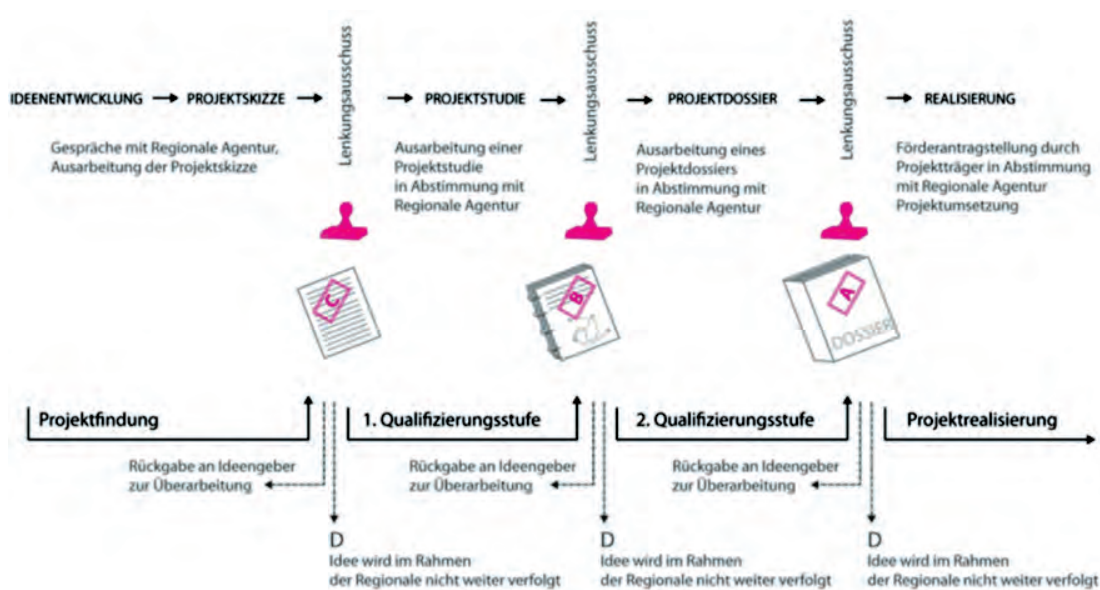 Lenkungsausschuss
Lenkungsausschuss
Lenkungsausschuss
IDEENENTWICKLUNG
PROJEKTSKIZZE
PROJEKTSTUDIE
PROJEKTDOSSIER
REALISIERUNG
Gespräche mit Regionale Agentur,
Ausarbeitung der Projektskizze
Ausarbeitung einer
Projektstudie
in Abstimmung mit
Regionale Agentur
Ausarbeitung eines
Projektdossiers
in Abstimmung mit
Regionale Agentur
Förderantragstellung durch
Projektträger in Abstimmung
mit Regionale Agentur
Projektumsetzung
C
B
A
DOSSIER
Projektfindung
1. Qualifizierungsstufe
2. Qualifizierungsstufe
Projektrealisierung
Rückgabe an Ideengeber
zur Überarbeitung
Rückgabe an Ideengeber
zur Überarbeitung
Rückgabe an Ideengeber
zur Überarbeitung
D
Idee wird im Rahmen
der Regionale nicht weiter verfolgt
D
Idee wird im Rahmen
der Regionale nicht weiter verfolgt
D
Idee wird im Rahmen
der Regionale nicht weiter verfolgt